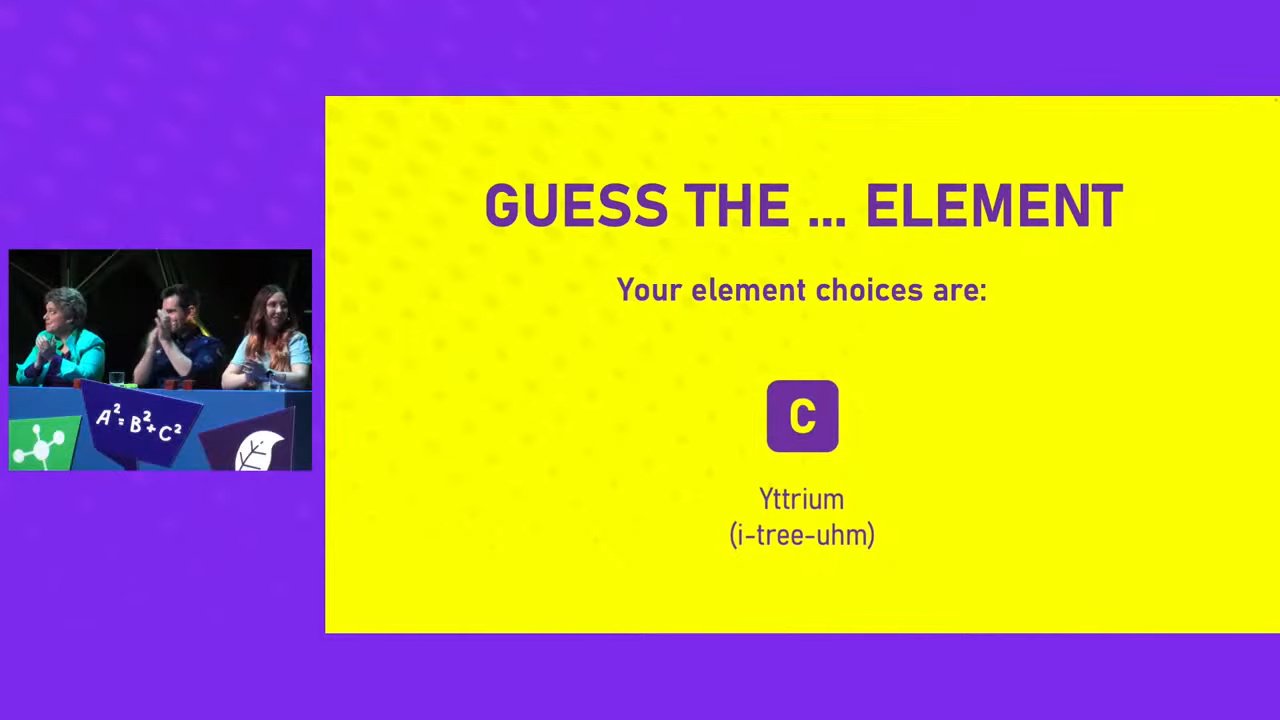 GUESS THE ... ELEMENT
Your element choices are:
C
Yttrium
(i-tree-uhm)
A²=B²+C²